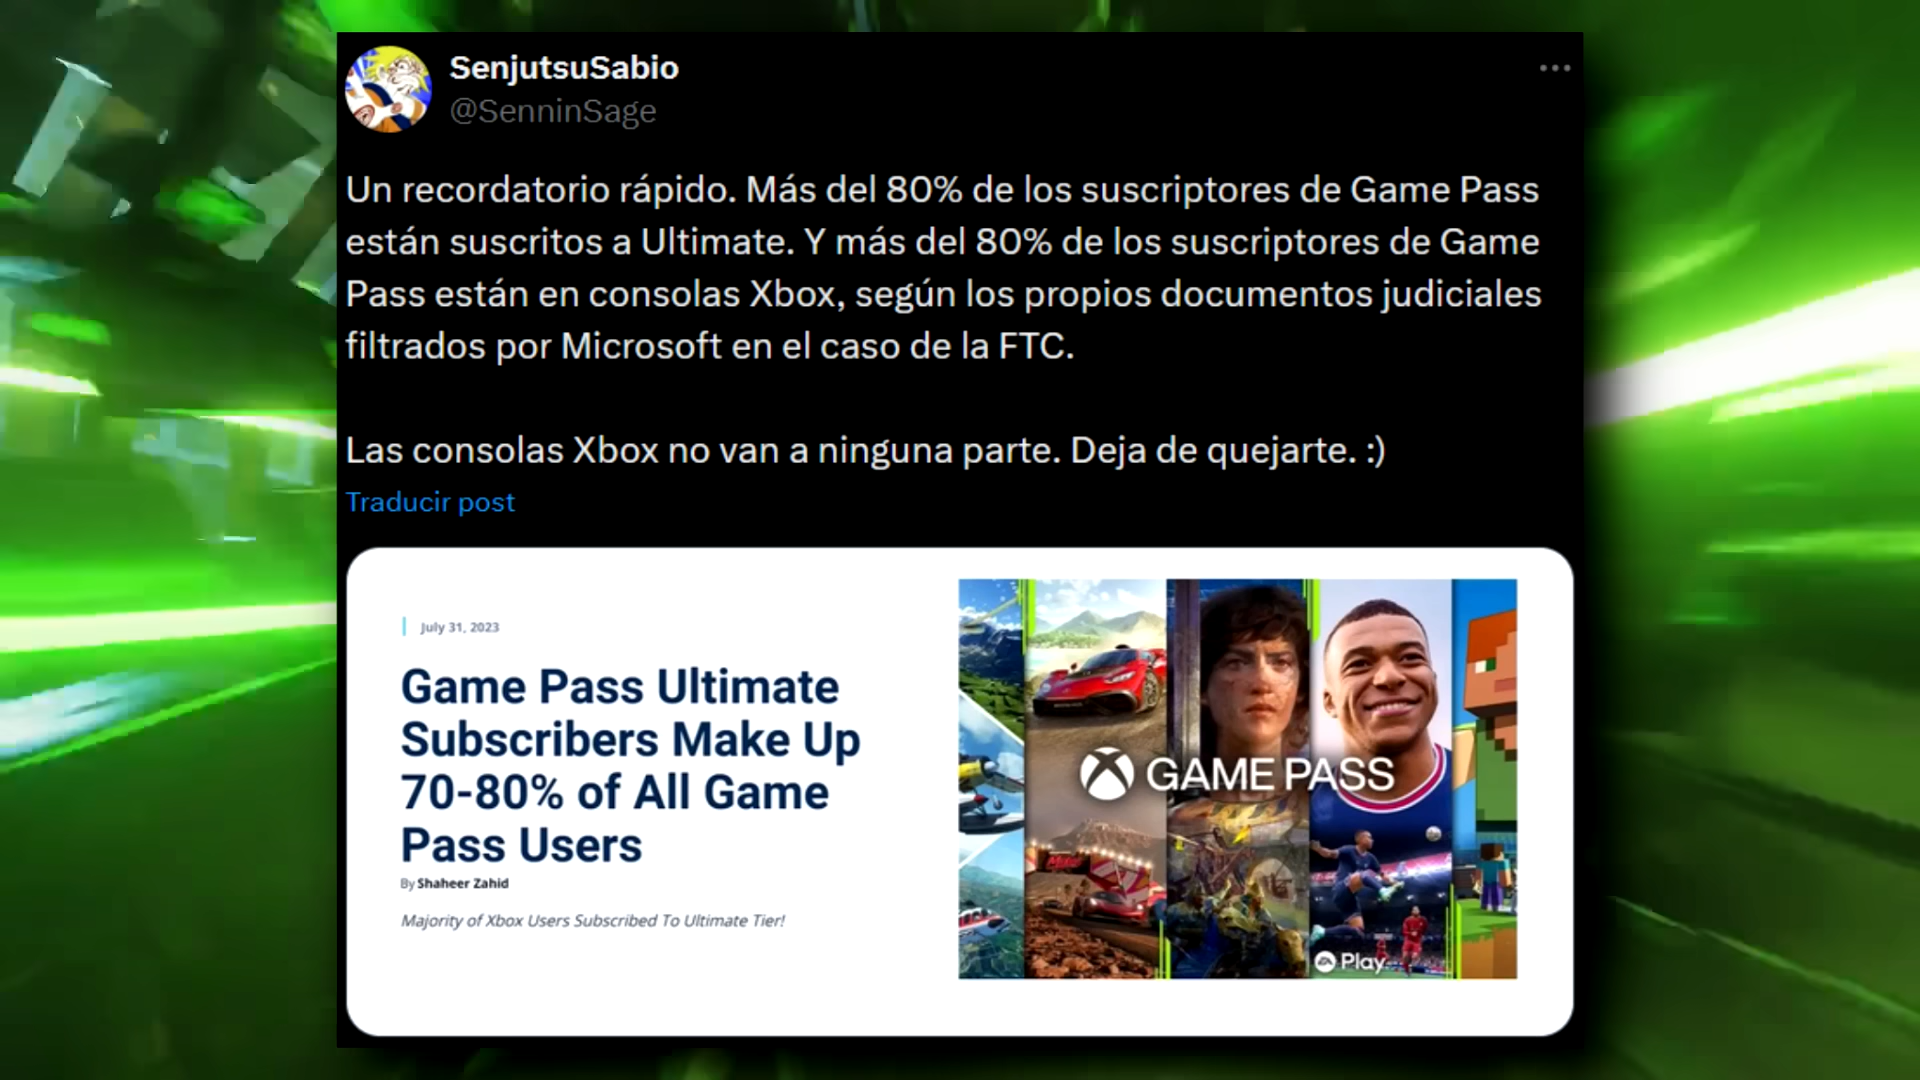 SenjutsuSabio
@SenninSage
Un recordatorio rápido. Más del 80% de los suscriptores de Game Pass
están suscritos a Ultimate. Y más del 80% de los suscriptores de Game
Pass están en consolas Xbox, según los propios documentos judiciales
filtrados por Microsoft en el caso de la FTC.
Las consolas Xbox no van a ninguna parte. Deja de quejarte. :)
Traducir post
July 31, 2023
Game Pass Ultimate
Subscribers Make Up
70-80% of All Game
Pass Users
By Shaheer Zahid
Majority of Xbox Users Subscribed To Ultimate Tier!
GAME PASS
EA Play